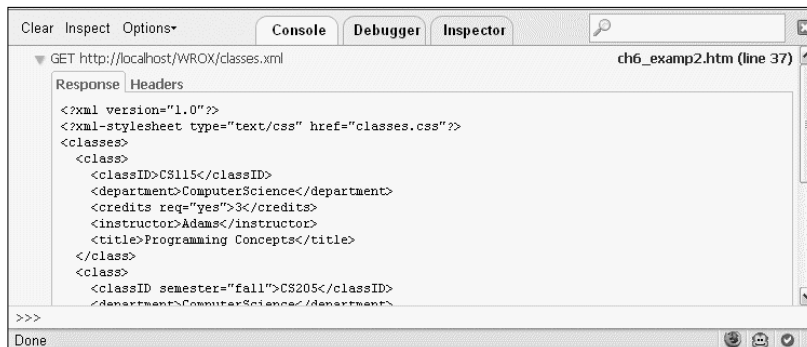 Clear Inspect Options Console Debugger Inspector
GET http://localhost/WROX/classes.xml ch6_examp2.htm (line 37)
Response Headers
<?xml version="1.0"?>
<?xml-stylesheet type="text/css" href="classes.css"?>
<classes>
<class>
<classID>CS115</classID>
<department>ComputerScience</department>
<credits req="yes">3</credits>
<instructor>Adams</instructor>
<title>Programming Concepts</title>
</class>
<class>
<classID semester="fall">CS205</classID>
<department>ComputerScience</department>
>>>
Done